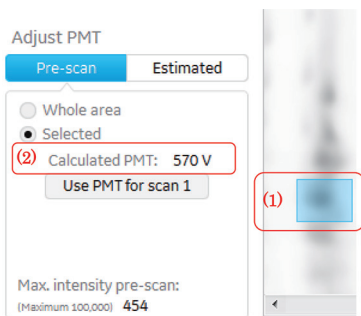 Adjust PMT
Pre-scan Estimated
Whole area
Selected
(2) Calculated PMT: 570 V
Use PMT for scan 1
(1)
Max. intensity pre-scan:
(Maximum 100,000) 454